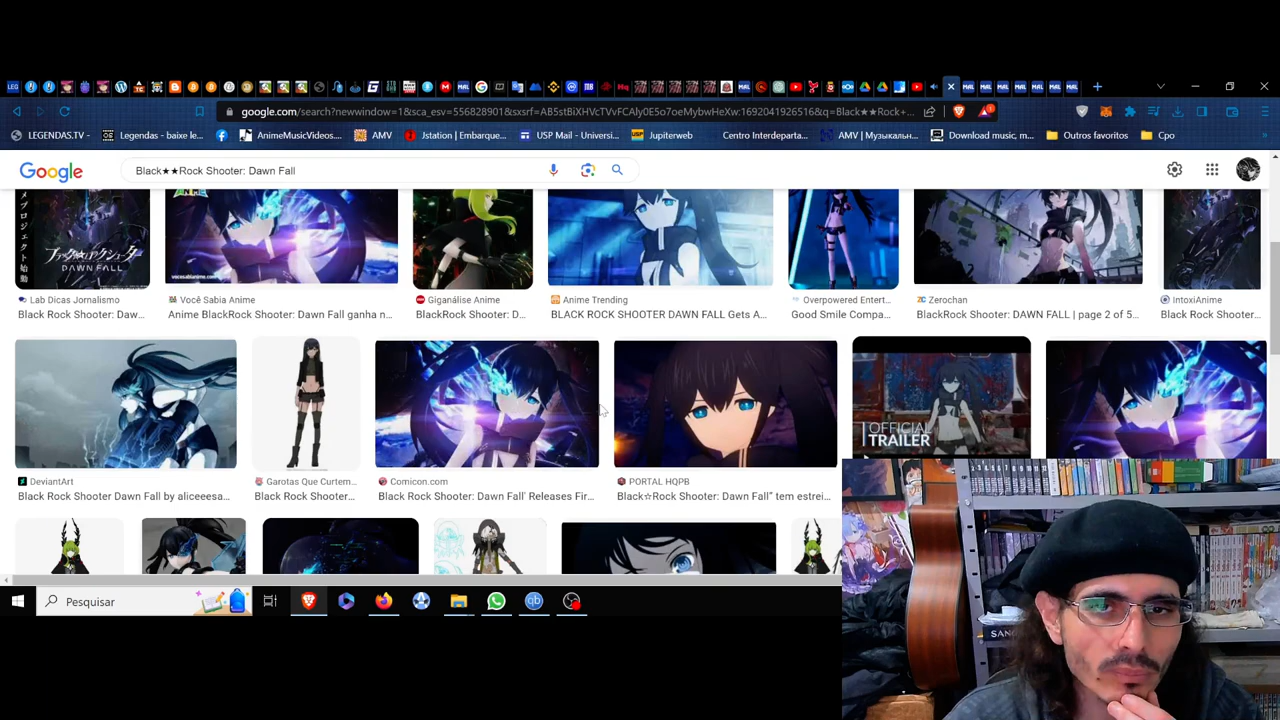 google.com/search?newwindow=1&sca_esv=556828901&sxsrf=AB5stBiXHVcTVvFCAly0E5o7oeMybwHeXw:1692041926516&q=Black★★Rock+...
LEGENDAS.TV -
Legendas - baixe le...
AnimeMusicVideos....
AMV
Jstation | Embarque...
USP Mail - Universi...
Jupiterweb
Centro Interdeparta...
AMV | Музыкальн...
Download music, m...
Outros favoritos
Cpo
Google
Black★★Rock Shooter: Dawn Fall
DAWN FALL
vocesabianime.com
Lab Dicas Jornalismo
Você Sabia Anime
Giganálise Anime
Anime Trending
Overpowered Entert...
Zerochan
IntoxiAnime
Black Rock Shooter: Daw...
Anime BlackRock Shooter: Dawn Fall ganha n...
BlackRock Shooter: D...
BLACK ROCK SHOOTER DAWN FALL Gets A...
Good Smile Compa...
BlackRock Shooter: DAWN FALL | page 2 of 5...
Black Rock Shooter...
OFFICIAL
TRAILER
DeviantArt
Garotas Que Curtem...
Comicon.com
PORTAL HQPB
Black Rock Shooter Dawn Fall by aliceeesa...
Black Rock Shooter...
Black Rock Shooter: Dawn Fall' Releases Fir...
Black☆Rock Shooter: Dawn Fall" tem estrei...
Pesquisar